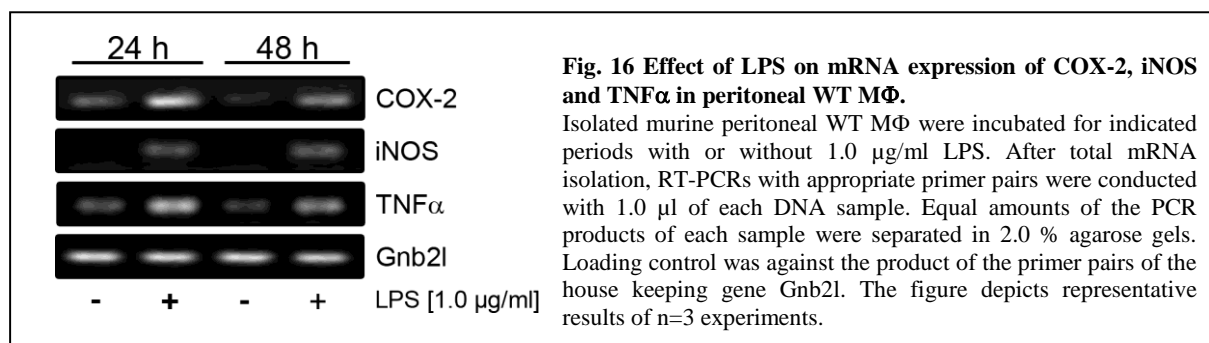 24 h 48 h
COX-2
iNOS
TNFα
Gnb2l
- + - + LPS [1.0 µg/ml]
Fig. 16 Effect of LPS on mRNA expression of COX-2, iNOS
and TNFα in peritoneal WT MΦ.
Isolated murine peritoneal WT MΦ were incubated for indicated
periods with or without 1.0 µg/ml LPS. After total mRNA
isolation, RT-PCRs with appropriate primer pairs were conducted
with 1.0 µl of each DNA sample. Equal amounts of the PCR
products of each sample were separated in 2.0 % agarose gels.
Loading control was against the product of the primer pairs of the
house keeping gene Gnb2l. The figure depicts representative
results of n=3 experiments.